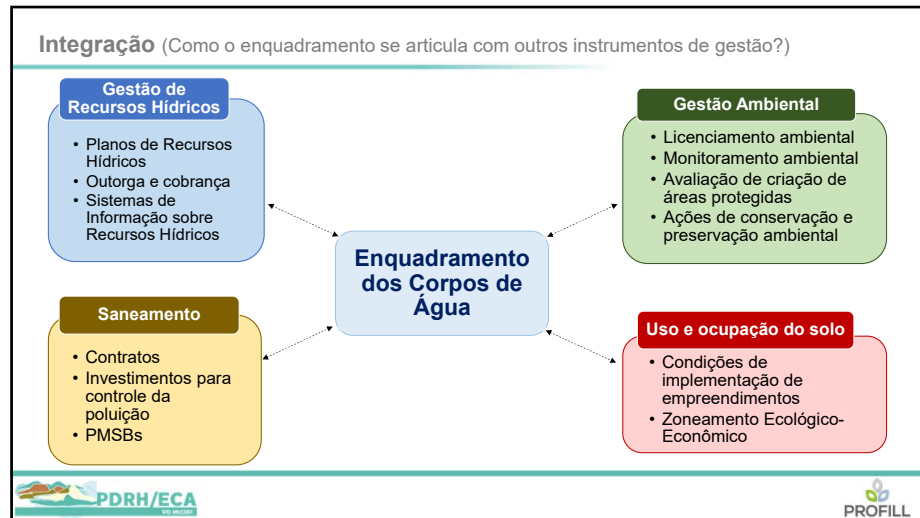 Integração (Como o enquadramento se articula com outros instrumentos de gestão?)
Gestão de
Recursos Hídricos
• Planos de Recursos
Hídricos
• Outorga e cobrança
• Sistemas de
Informação sobre
Recursos Hídricos
Gestão Ambiental
• Licenciamento ambiental
• Monitoramento ambiental
• Avaliação de criação de
áreas protegidas
• Ações de conservação e
preservação ambiental
Enquadramento
dos Corpos de
Água
Saneamento
• Contratos
• Investimentos para
controle da
poluição
• PMSBs
Uso e ocupação do solo
• Condições de
implementação de
empreendimentos
• Zoneamento Ecológico-
Econômico
PDRH/ECA
RIO MUCURI
PROFILL